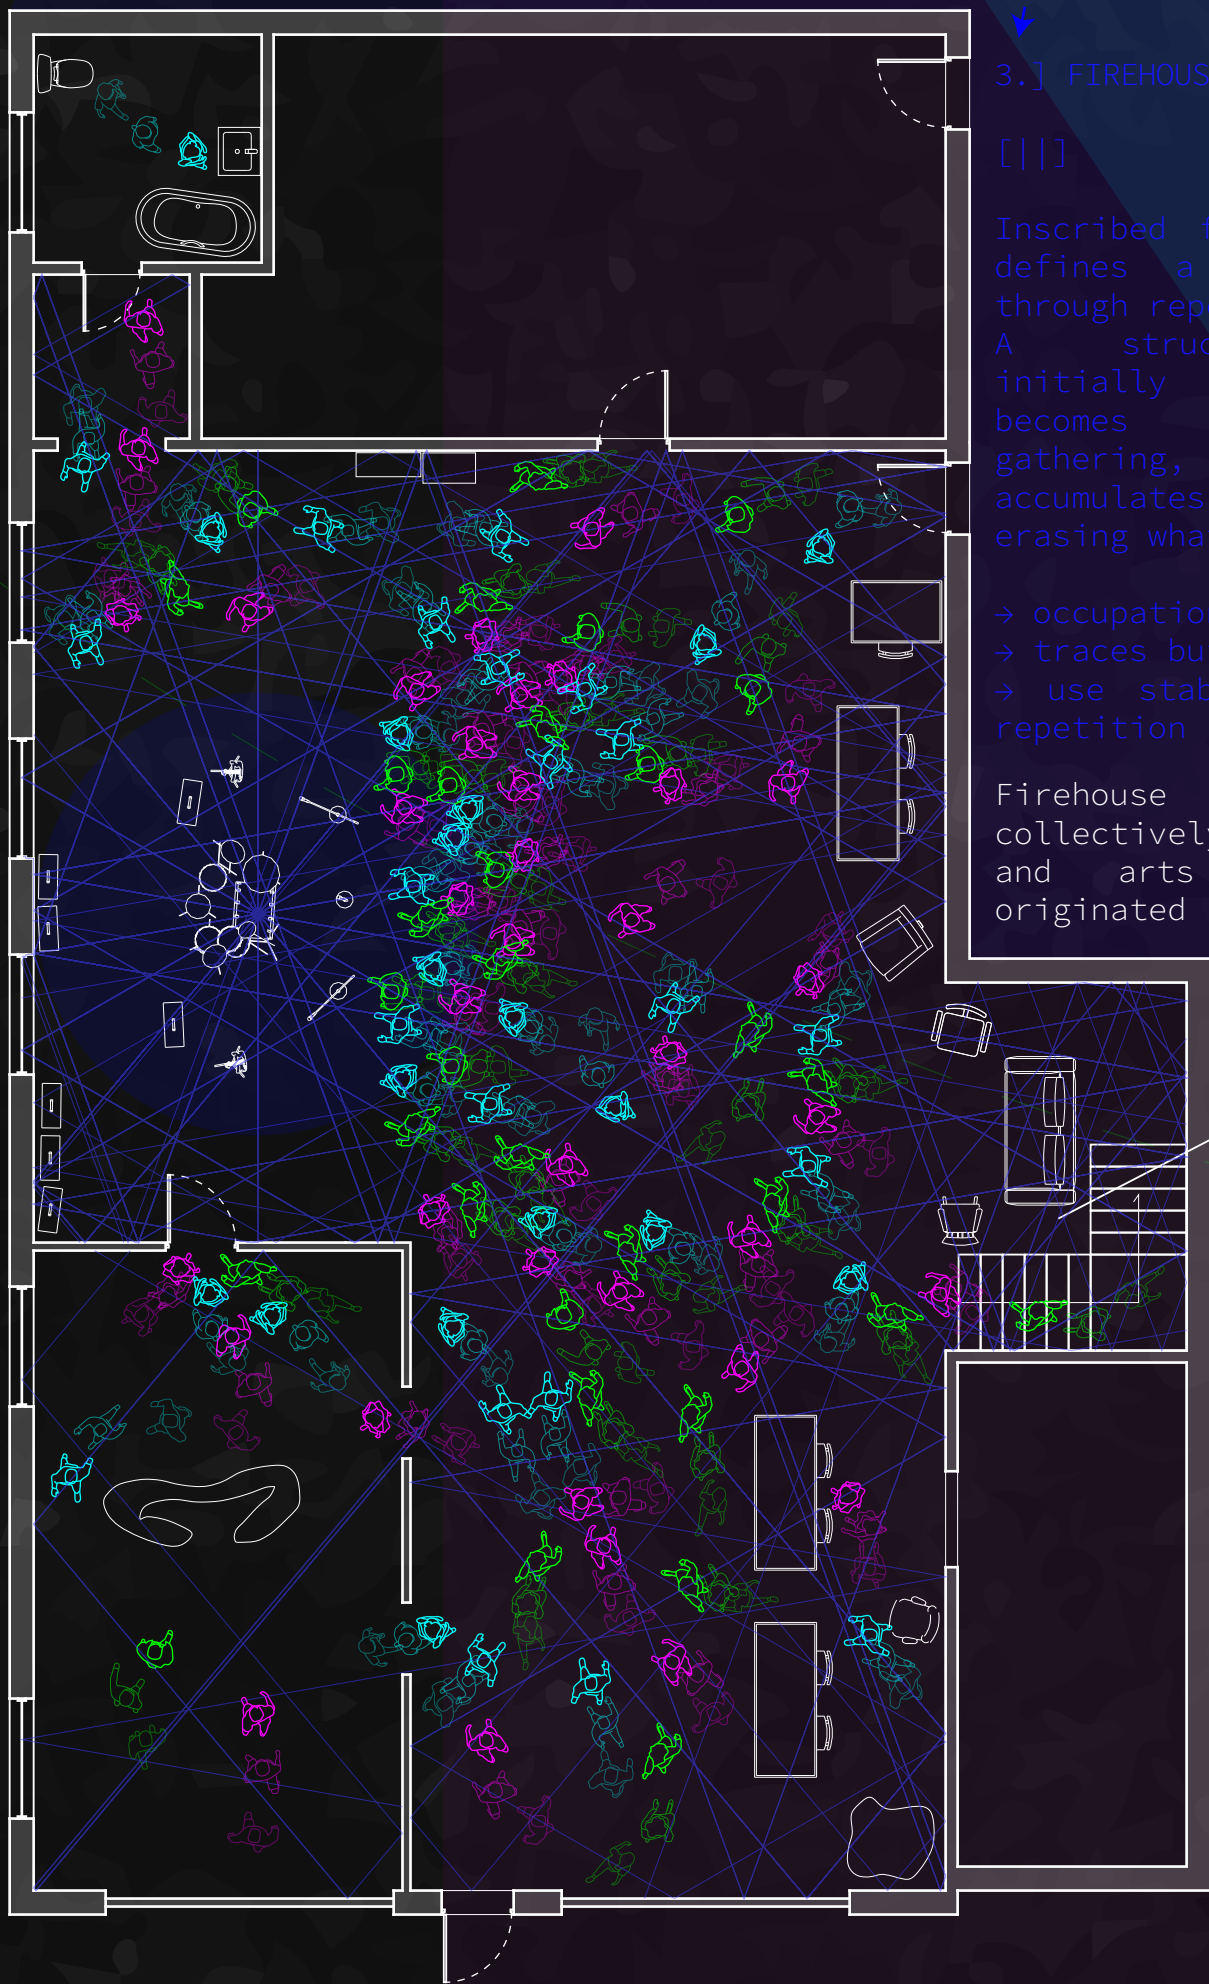 3.] FIREHOUS
[||]
Inscribed
defines a
through rep
A struc
initially
becomes
gathering,
accumulates
erasing wha
→ occupatio
→ traces bu
→ use stab
repetition
Firehouse
collectively
and arts
originated